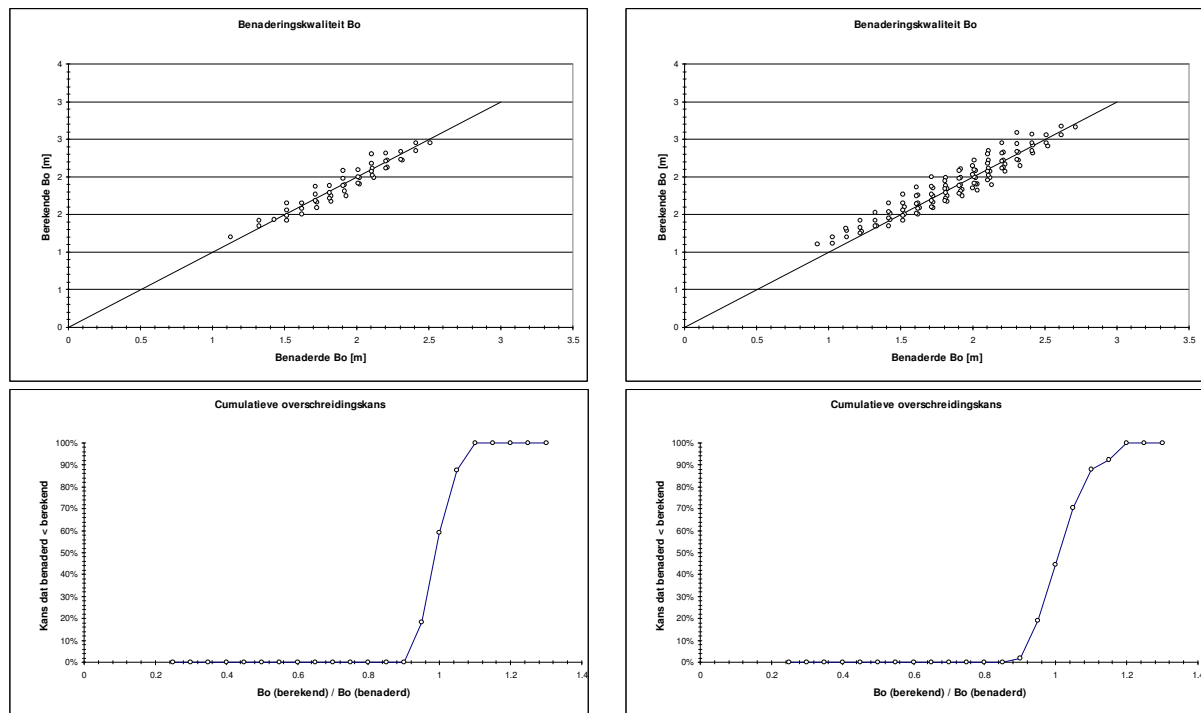 Benaderingskwaliteit Bo
4
3
3
2
2
1
1
0
Berekende Bo [m]
0 0.5 1 1.5 2 2.5 3 3.5
Benaderde Bo [m]
Benaderingskwaliteit Bo
4
3
3
2
2
1
1
0
Berekende Bo [m]
0 0.5 1 1.5 2 2.5 3 3.5
Benaderde Bo [m]
Cumulatieve overschreidingskans
100%
90%
80%
70%
60%
50%
40%
30%
20%
10%
0%
Kans dat benaderd < berekend
0 0.2 0.4 0.6 0.8 1 1.2 1.4
Bo (berekend) / Bo (benaderd)
Cumulatieve overschreidingskans
100%
90%
80%
70%
60%
50%
40%
30%
20%
10%
0%
Kans dat benaderd < berekend
0 0.2 0.4 0.6 0.8 1 1.2 1.4
Bo (berekend) / Bo (benaderd)